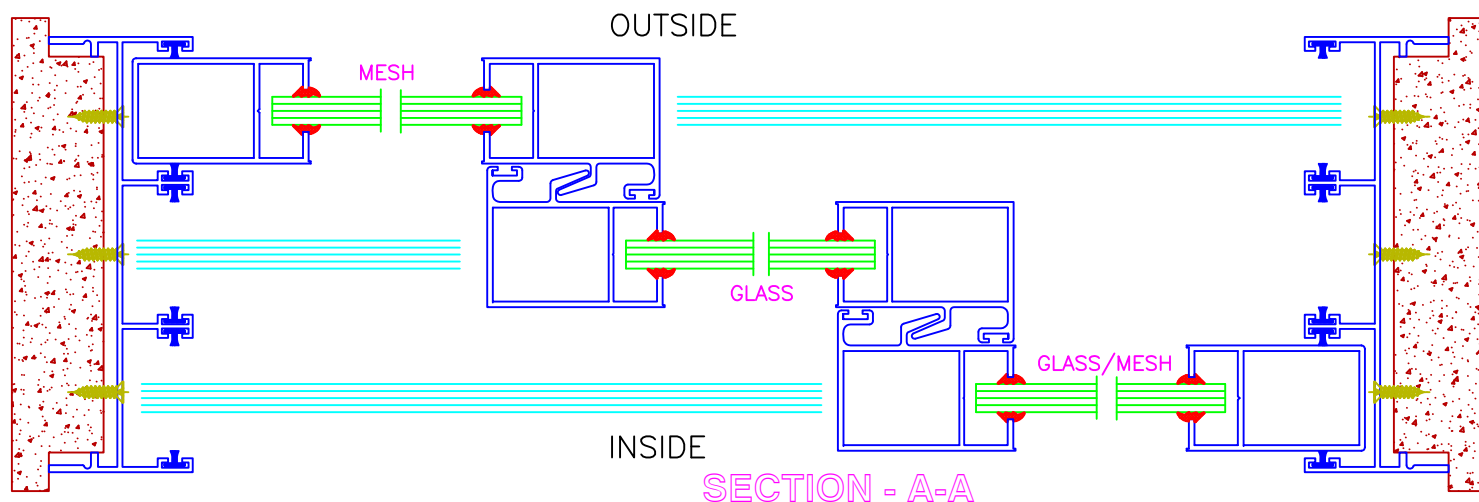 OUTSIDE
MESH
GLASS
GLASS/MESH
INSIDE
SECTION - A-A